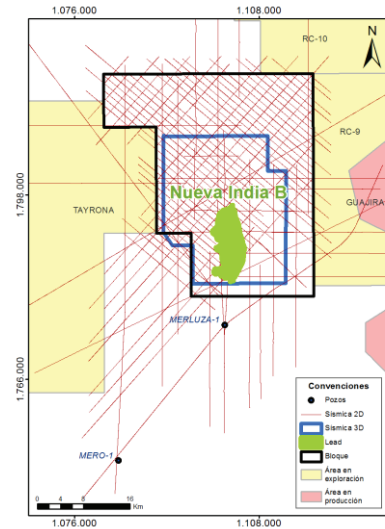 1.076.000
1.108.000
RC-10
N
RC-9
1.798.000
Nueva India B
TAYRONA
GUAJIRA
MERLUZA-1
1.766.000
MERO-1
Convenciones
Pozos
Sísmica 2D
Sísmica 3D
Lead
Bloque
Área en
exploración
Área en
producción
0 4 8 16
Km
1.076.000
1.108.000